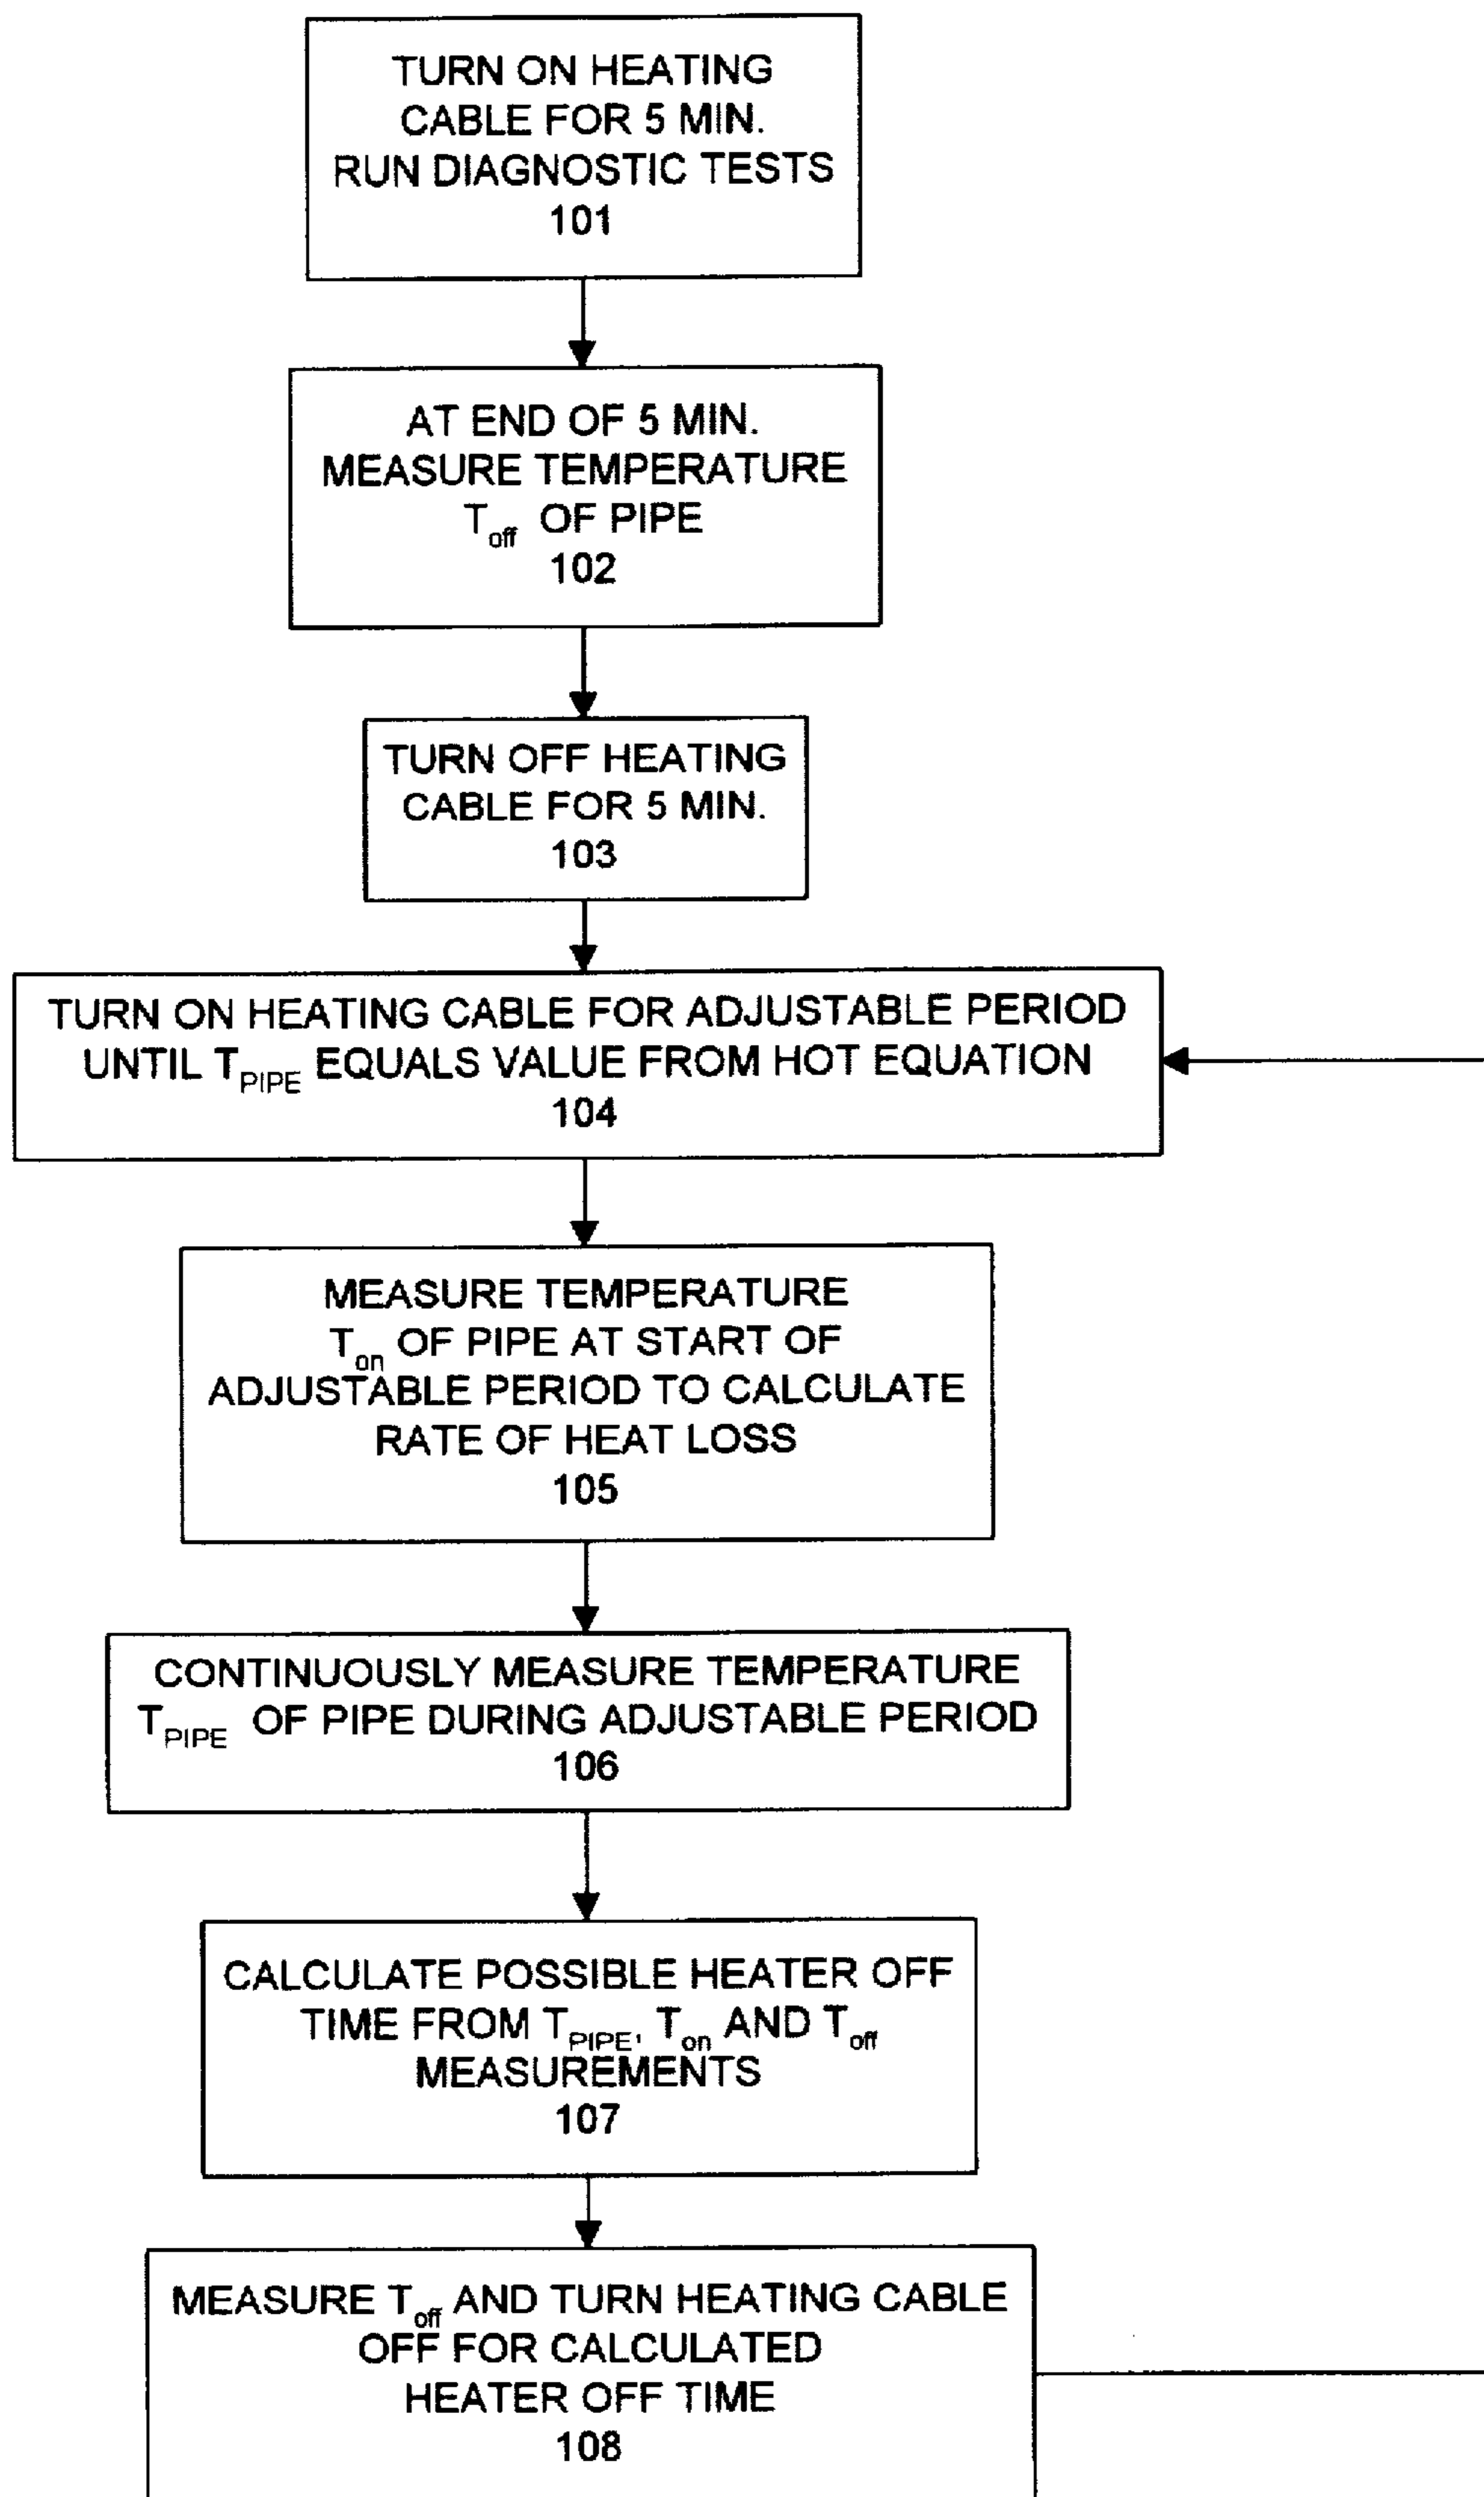 TURN ON HEATING
CABLE FOR 5 MIN.
RUN DIAGNOSTIC TESTS
101
AT END OF 5 MIN.
MEASURE TEMPERATURE
Toff OF PIPE
102
TURN OFF HEATING
CABLE FOR 5 MIN.
103
TURN ON HEATING CABLE FOR ADJUSTABLE PERIOD
UNTIL TPIPE EQUALS VALUE FROM HOT EQUATION
104
MEASURE TEMPERATURE
Ton OF PIPE AT START OF
ADJUSTABLE PERIOD TO CALCULATE
RATE OF HEAT LOSS
105
CONTINUOUSLY MEASURE TEMPERATURE
TPIPE OF PIPE DURING ADJUSTABLE PERIOD
106
CALCULATE POSSIBLE HEATER OFF
TIME FROM TPIPE, Ton AND Toff
MEASUREMENTS
107
MEASURE Toff AND TURN HEATING CABLE
OFF FOR CALCULATED
HEATER OFF TIME
108